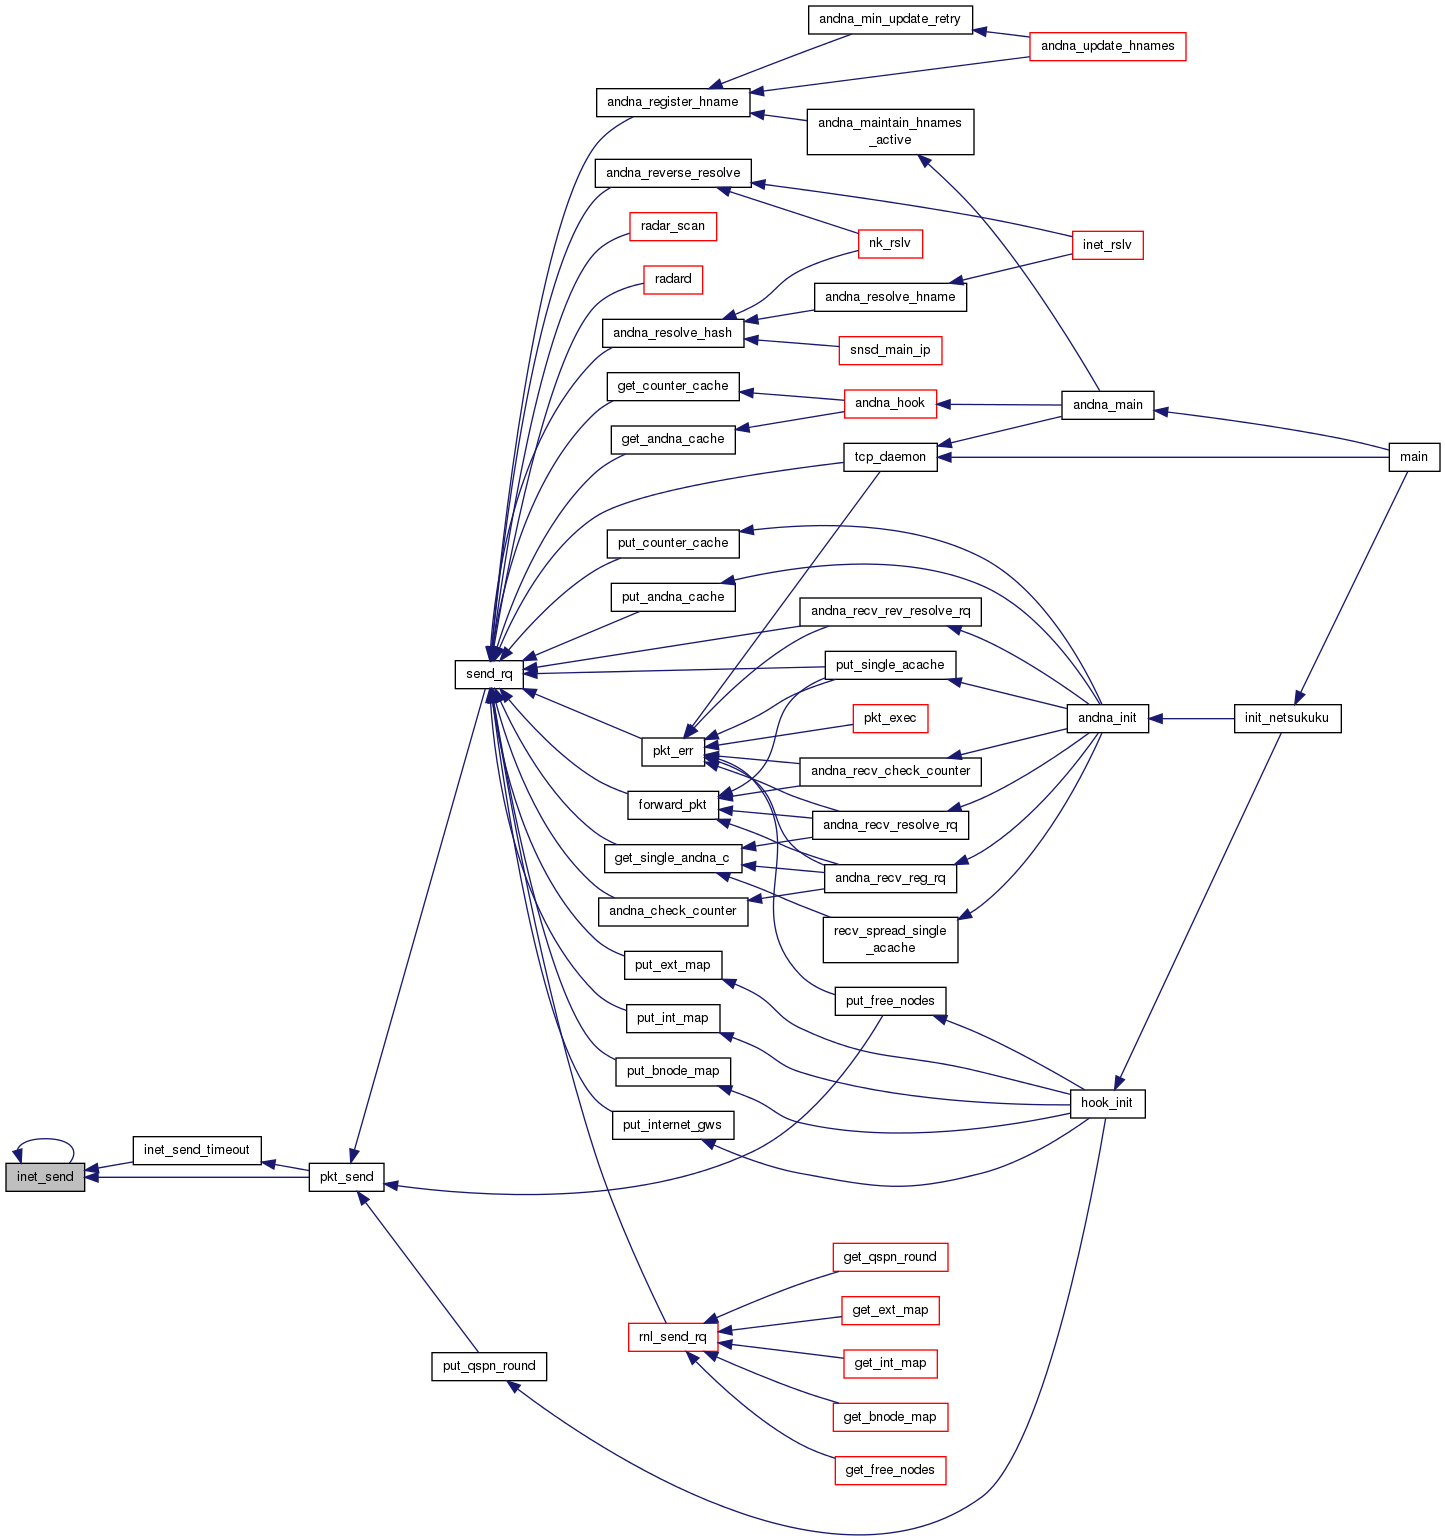 andna_min_update_retry
andna_update_hnames
andna_register_hname
andna_maintain_hnames
_active
andna_reverse_resolve
radar_scan
nk_rslv
inet_rslv
radard
andna_resolve_hname
andna_resolve_hash
snsd_main_ip
get_counter_cache
andna_hook
andna_main
get_andna_cache
tcp_daemon
main
put_counter_cache
put_andna_cache
andna_recv_rev_resolve_rq
send_rq
put_single_acache
pkt_exec
andna_init
init_netsukuku
pkt_err
andna_recv_check_counter
forward_pkt
andna_recv_resolve_rq
get_single_andna_c
andna_recv_reg_rq
andna_check_counter
recv_spread_single
_acache
put_ext_map
put_free_nodes
put_int_map
put_bnode_map
hook_init
put_internet_gws
inet_send_timeout
inet_send
pkt_send
get_qspn_round
get_ext_map
rnl_send_rq
get_int_map
put_qspn_round
get_bnode_map
get_free_nodes